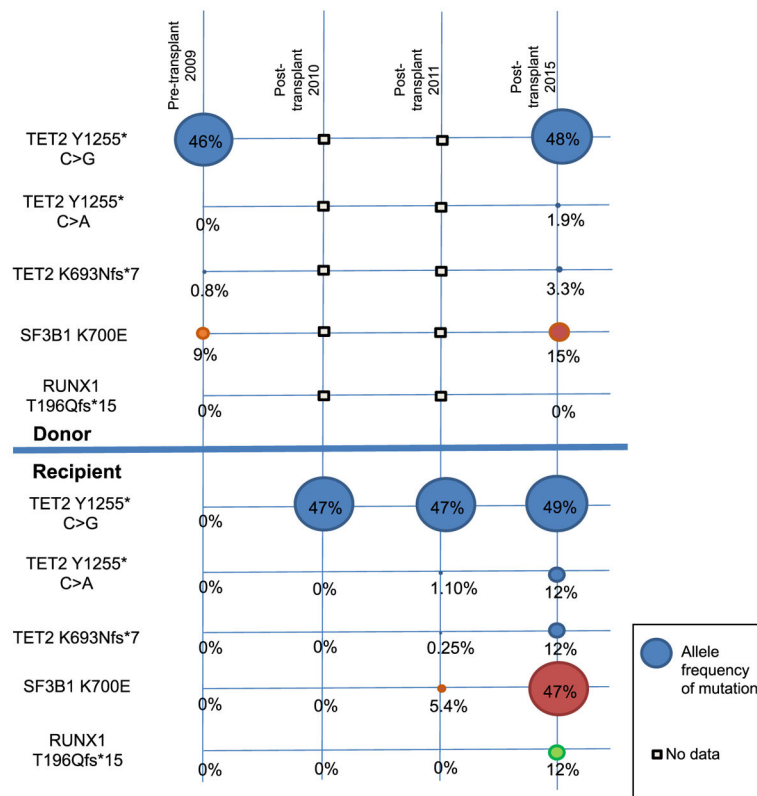 Pre-transplant
2009
Post-
transplant
2010
Post-
transplant
2011
Post-
transplant
2015
TET2 Y1255*
C>G
46%
48%
TET2 Y1255*
C>A
0%
1.9%
TET2 K693Nfs*7
0.8%
3.3%
SF3B1 K700E
9%
15%
RUNX1
T196Qfs*15
0%
0%
Donor
Recipient
TET2 Y1255*
C>G
0%
47%
47%
49%
TET2 Y1255*
C>A
0%
0%
1.10%
12%
TET2 K693Nfs*7
0%
0%
0.25%
12%
SF3B1 K700E
0%
0%
5.4%
47%
RUNX1
T196Qfs*15
0%
0%
0%
12%
Allele
frequency
of mutation
No data